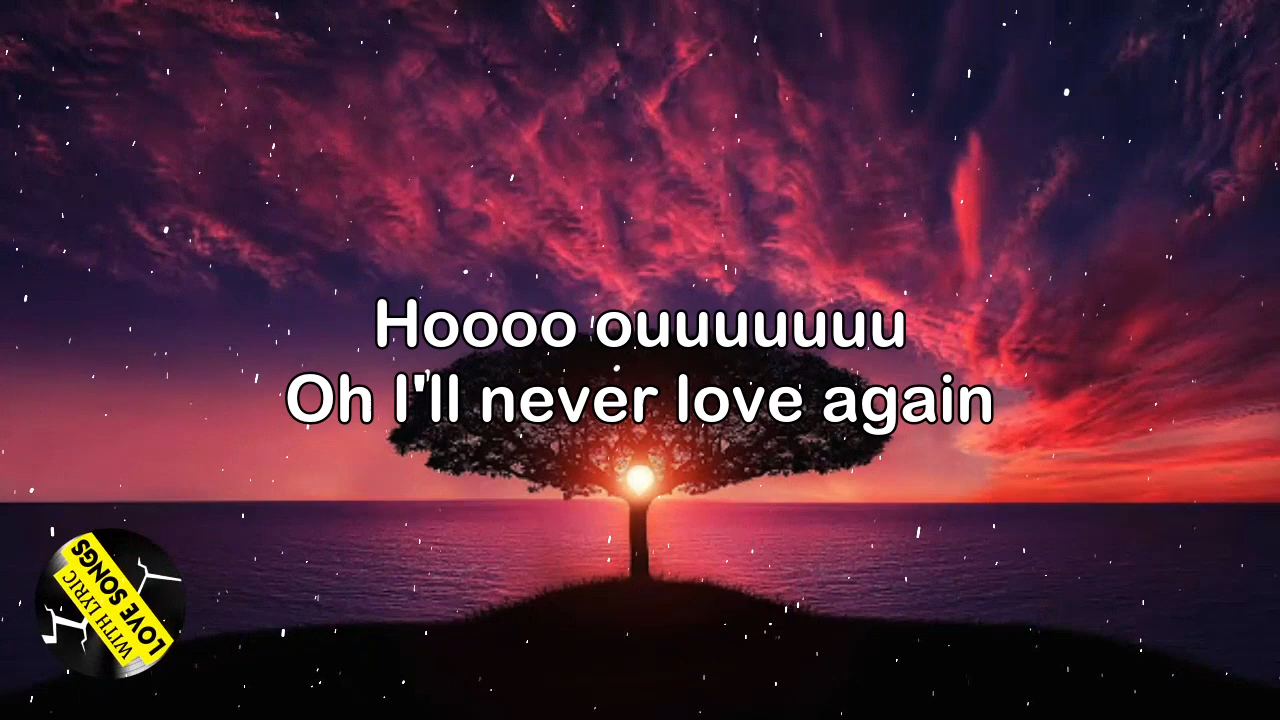 Hoooo ouuuuuuu
Oh I'll never love again
LOVE SONGS
WITH LYRIC